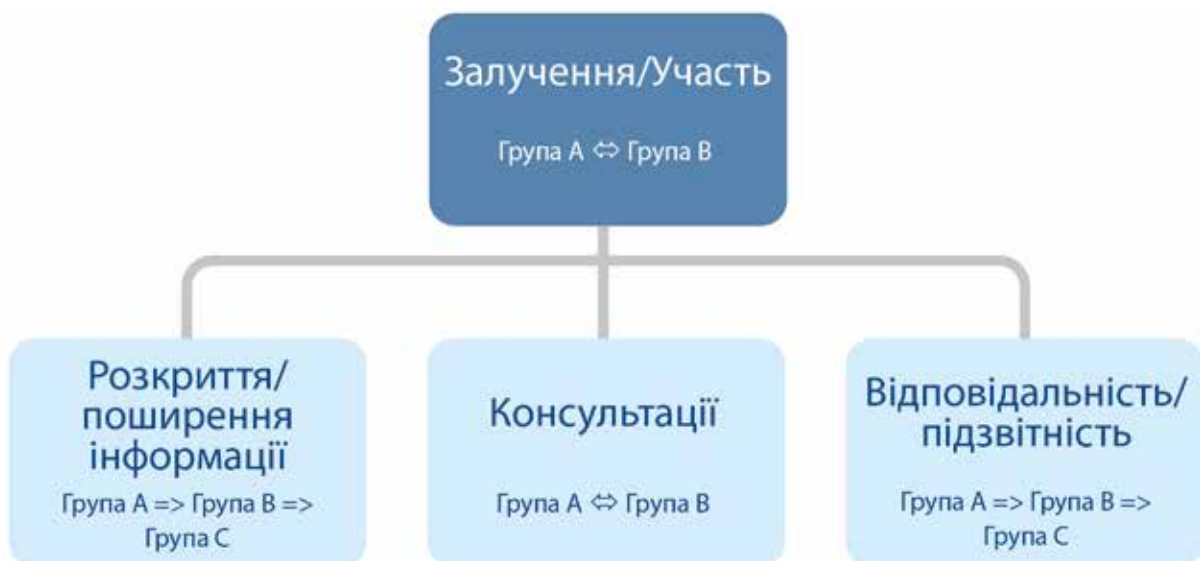 Залучення/Участь
Група А ⇔ Група В
Розкриття/
поширення
інформації
Група А => Група В =>
Група С
Консультації
Група А ⇔ Група В
Відповідальність/
підзвітність
Група А => Група В =>
Група С